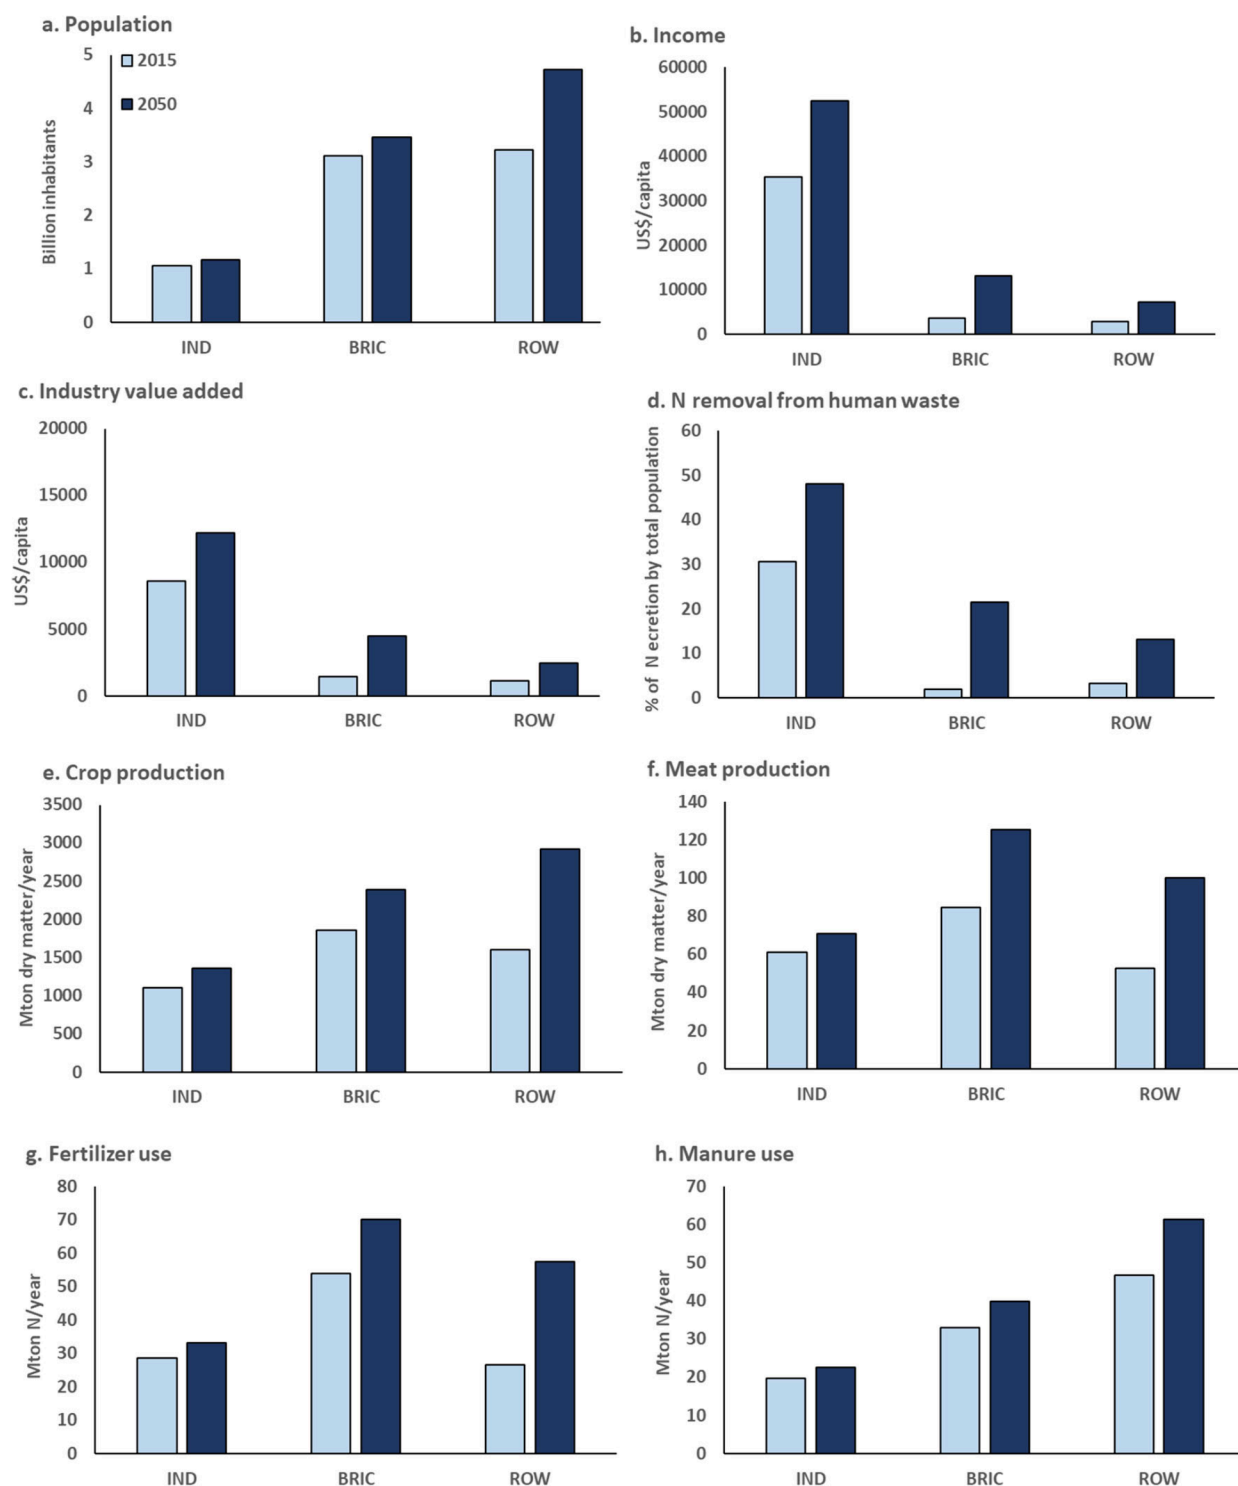 a. Population
5
4
3
2
1
0
Billion inhabitants
2015
2050
IND BRIC ROW
b. Income
60000
50000
40000
30000
20000
10000
0
US$/capita
IND BRIC ROW
c. Industry value added
20000
15000
10000
5000
0
US$/capita
IND BRIC ROW
d. N removal from human waste
60
50
40
30
20
10
0
% of N ecretion by total population
IND BRIC ROW
e. Crop production
3500
3000
2500
2000
1500
1000
500
0
Mton dry matter/year
IND BRIC ROW
f. Meat production
140
120
100
80
60
40
20
0
Mton dry matter/year
IND BRIC ROW
g. Fertilizer use
80
70
60
50
40
30
20
10
0
Mton N/year
IND BRIC ROW
h. Manure use
70
60
50
40
30
20
10
0
Mton N/year
IND BRIC ROW